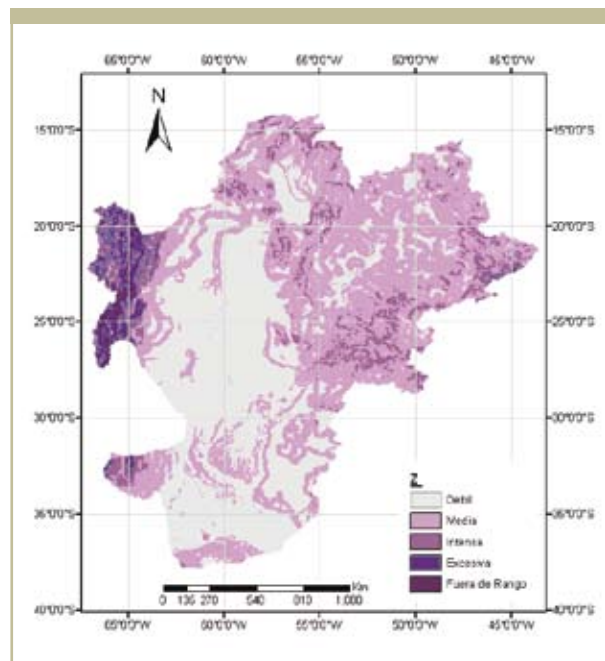 65°0'0"W 60°0'0"W 55°0'0"W 50°0'0"W 45°0'0"W
N
15°0'0"S 15°0'0"S
20°0'0"S 20°0'0"S
25°0'0"S 25°0'0"S
30°0'0"S 30°0'0"S
35°0'0"S 35°0'0"S
40°0'0"S 40°0'0"S
Z
Debil
Media
Intensa
Excesiva
Fuera de Rango
Km
0 135 270 540 810 1.000
65°0'0"W 60°0'0"W 55°0'0"W 50°0'0"W 45°0'0"W